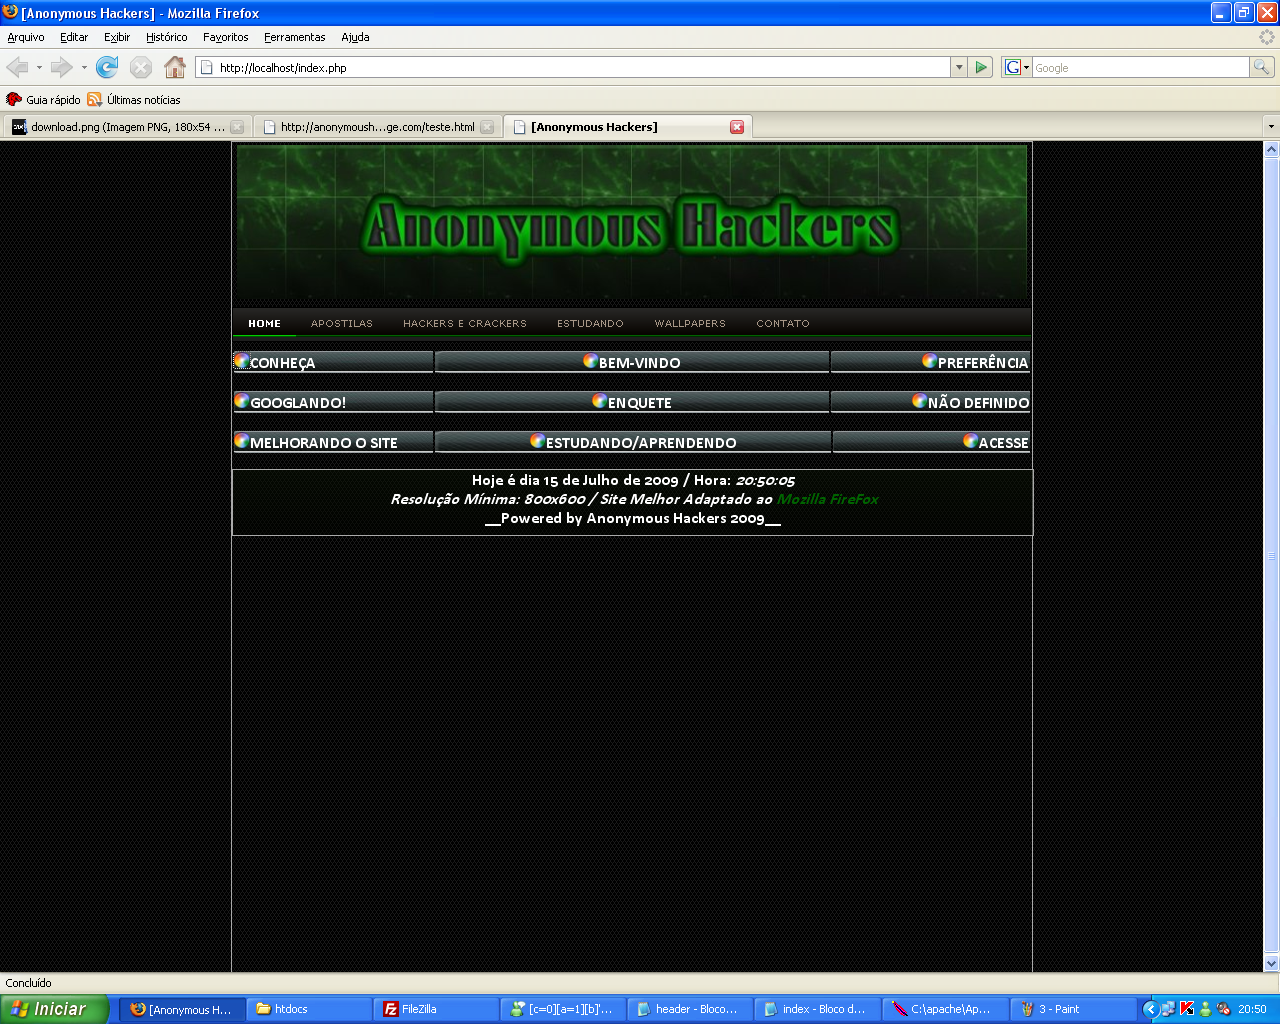 [Anonymous Hackers] - Mozilla Firefox
Arquivo Editar Exibir Histórico Favoritos Ferramentas Ajuda
http://localhost/index.php
G Google
Guia rápido Últimas notícias
download.png (Imagem PNG, 180x54 ... http://anonymoush...ge.com/teste.html [Anonymous Hackers]
Anonymous Hackers
HOME APOSTILAS HACKERS E CRACKERS ESTUDANDO WALLPAPERS CONTATO
CONHEÇA BEM-VINDO PREFERÊNCIA
GOOGLANDO! ENQUETE NÃO DEFINIDO
MELHORANDO O SITE ESTUDANDO/APRENDENDO ACESSE
Hoje é dia 15 de Julho de 2009 / Hora: 20:50:05
Resolução Mínima: 800x600 / Site Melhor Adaptado ao Mozilla FireFox
__Powered by Anonymous Hackers 2009__
Concluído
Iniciar [Anonymous H... htdocs FileZilla [c=0][a=1][b]'... header - Bloco... index - Bloco d... C:\apache\Ap... 3 - Paint 20:50